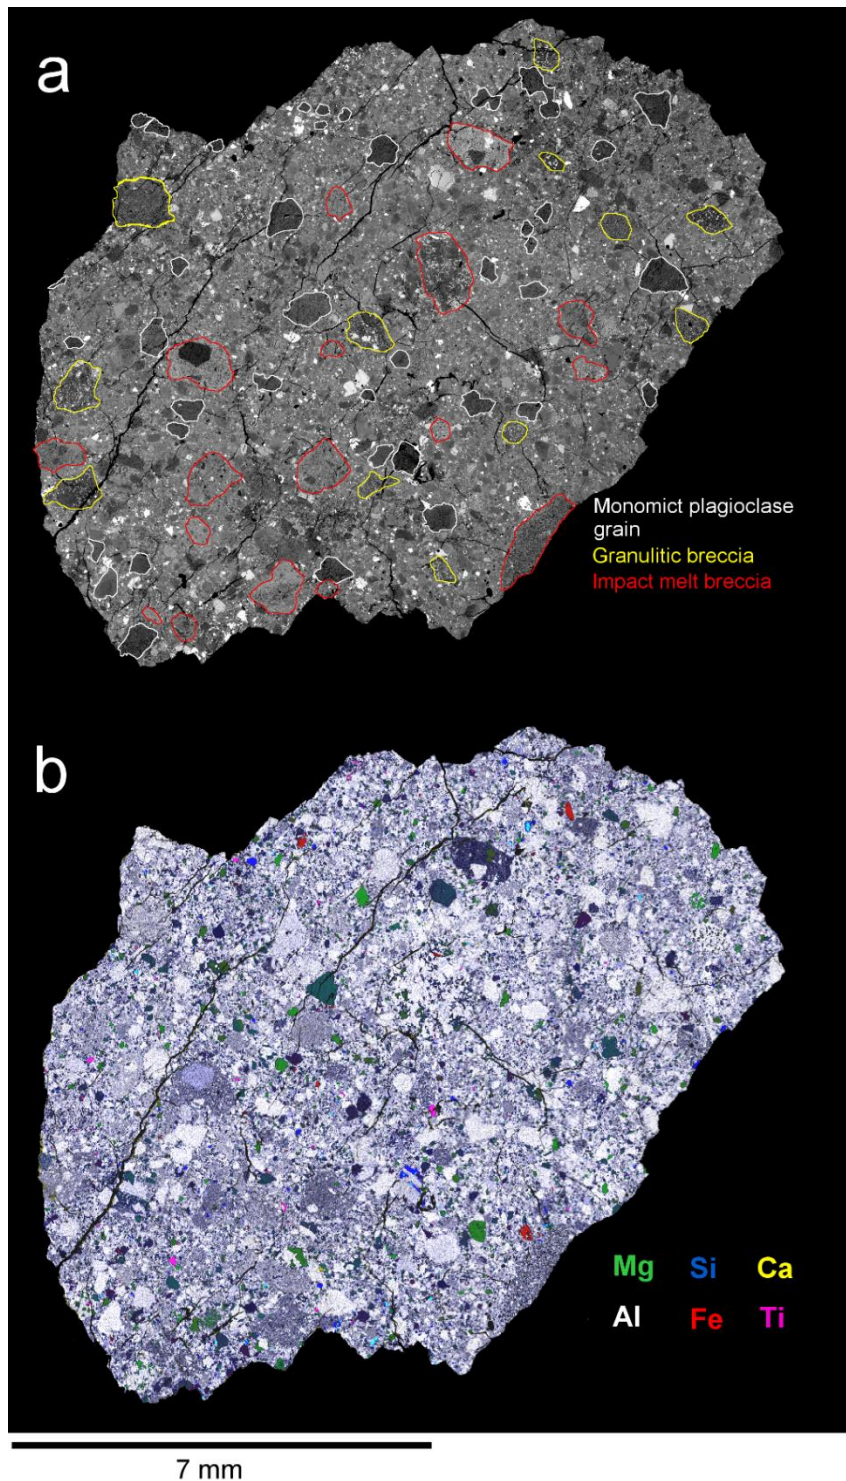 a
Monomict plagioclase
grain
Granulitic breccia
Impact melt breccia
b
Mg Si Ca
Al Fe Ti
7 mm